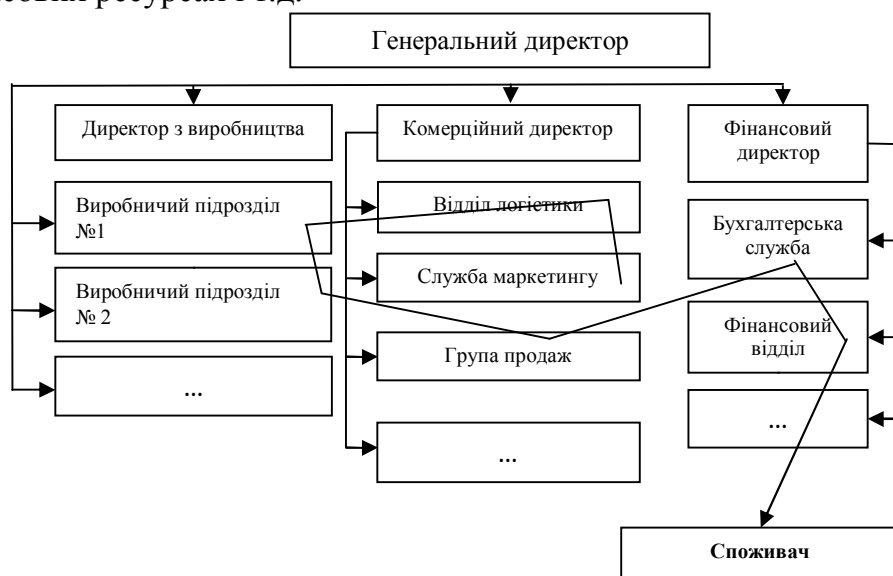 Генеральний директор
Директор з виробництва
Комерційний директор
Фінансовий
директор
Виробничий підрозділ
№1
Відділ логістики
Бухгалтерська
служба
Виробничий підрозділ
№ 2
Служба маркетингу
Фінансовий
відділ
Група продаж
...
...
...
Споживач